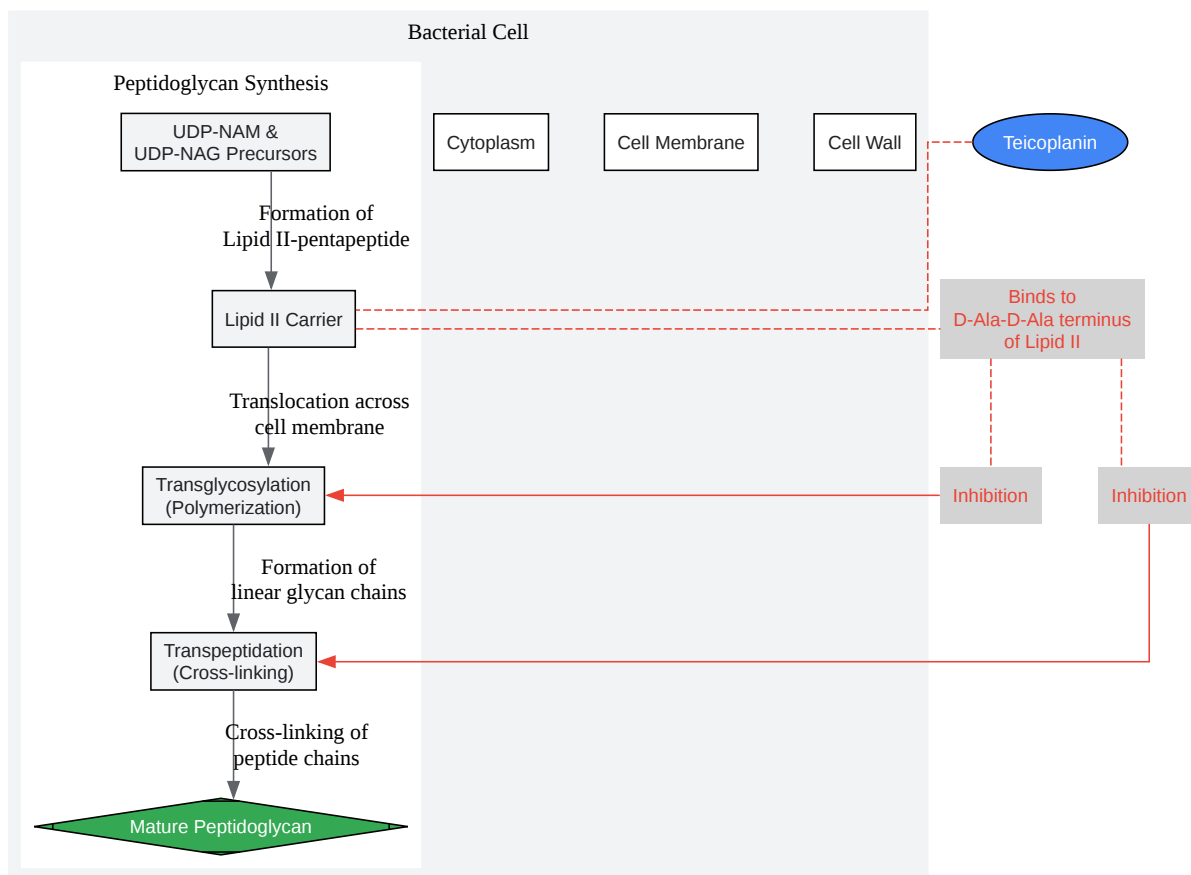 Bacterial Cell
Peptidoglycan Synthesis
UDP-NAM &
UDP-NAG Precursors
Cytoplasm
Cell Membrane
Cell Wall
Teicoplanin
Formation of
Lipid II-pentapeptide
Lipid II Carrier
Binds to
D-Ala-D-Ala terminus
of Lipid II
Translocation across
cell membrane
Transglycosylation
(Polymerization)
Inhibition
Inhibition
Formation of
linear glycan chains
Transpeptidation
(Cross-linking)
Cross-linking of
peptide chains
Mature Peptidoglycan